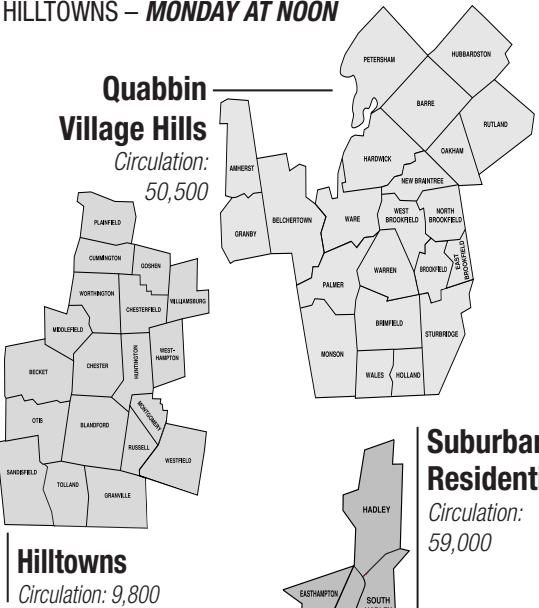 HILLTOWNS – MONDAY AT NOON
Quabbin
Village Hills
Circulation:
50,500
PETERSHAM
HUBBARDSTON
BARRE
RUTLAND
HARDWICK
OAKHAM
NEW BRAINTREE
AMHERST
BELCHERTOWN
GRANBY
WARE
WEST
BROOKFIELD
NORTH
BROOKFIELD
PALMER
WARREN
BROOKFIELD
EAST
BROOKFIELD
BRIMFIELD
STURBRIDGE
MONSON
WALES
HOLLAND
PLAINFIELD
CUMMINGTON
GOSHEN
WORTHINGTON
WILLIAMSBURG
CHESTERFIELD
MIDDLEFIELD
WEST-
HAMPTON
HUNTINGTON
BECKET
CHESTER
MONTGOMERY
OTIS
BLANDFORD
RUSSELL
WESTFIELD
SANDISFIELD
TOLLAND
GRANVILLE
Hilltowns
Circulation: 9,800
Suburban
Residenti
Circulation:
59,000
HADLEY
EASTHAMPTON
SOUTH